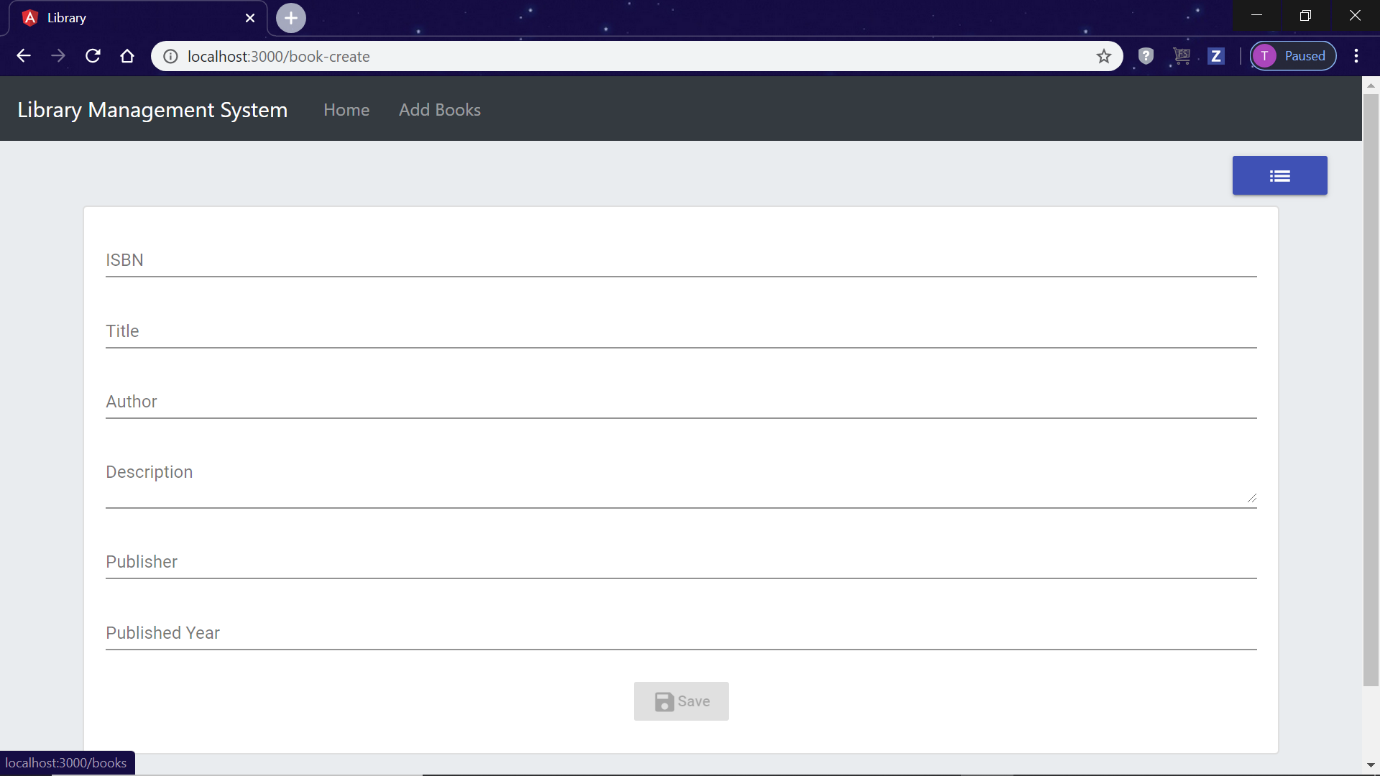 Library
localhost:3000/book-create
Z
T Paused
Library Management System Home Add Books
ISBN
Title
Author
Description
Publisher
Published Year
Save
localhost:3000/books